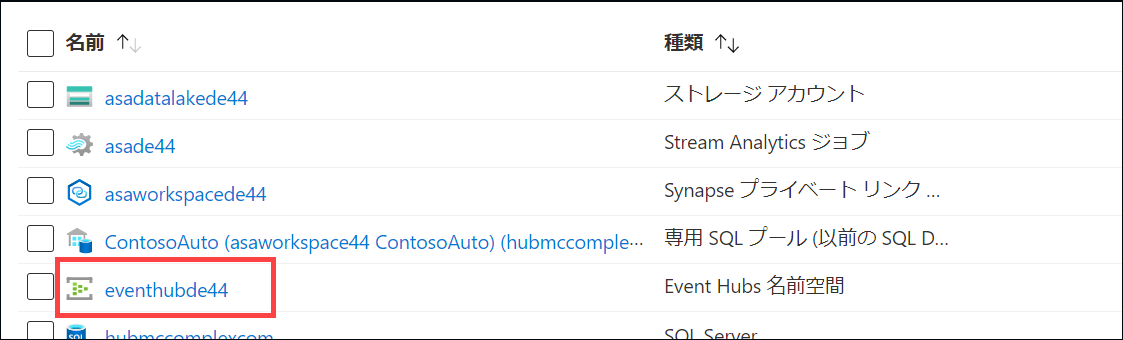 名前 ↑↓ 種類 ↑↓
asadatalakede44 ストレージ アカウント
asade44 Stream Analytics ジョブ
asaworkspacede44 Synapse プライベート リンク ...
ContosoAuto (asaworkspace44 ContosoAuto) (hubmccomple... 専用 SQL プール (以前の SQL D...
eventhubde44 Event Hubs 名前空間
hubmccomplexcom SQL Server